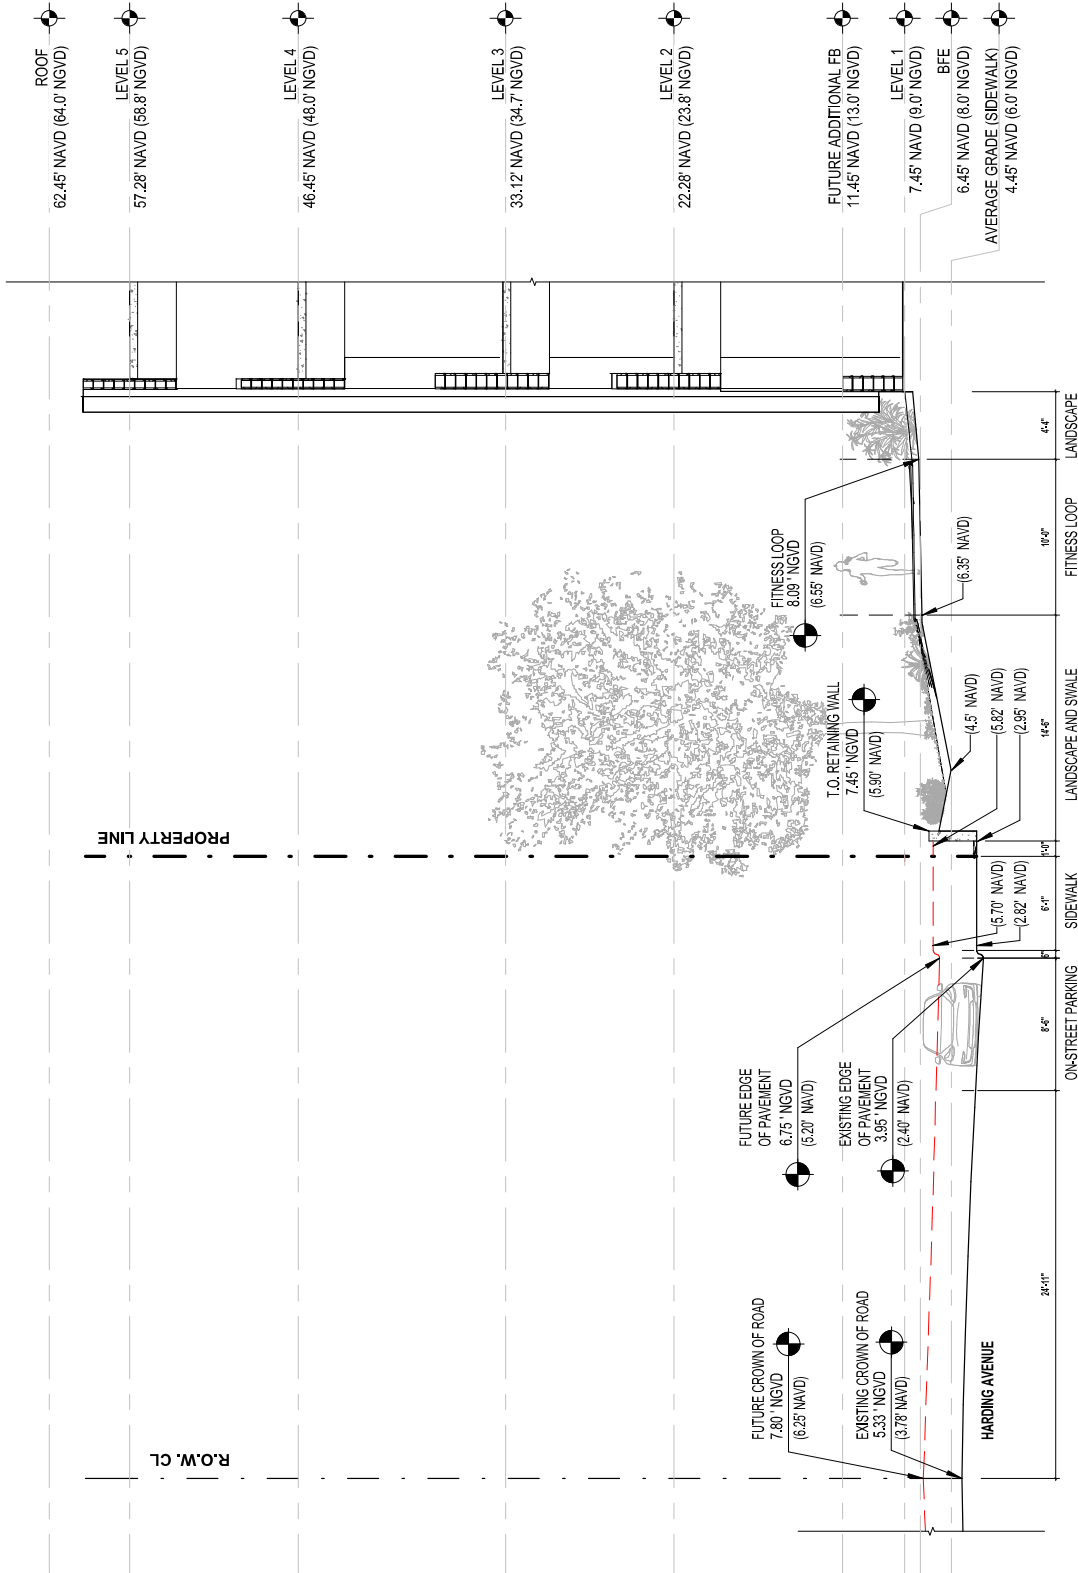 ROOF
62.45' NAVD (64.0' NGVD)
LEVEL 5
57.28' NAVD (58.8' NGVD)
LEVEL 4
46.45' NAVD (48.0' NGVD)
LEVEL 3
33.12' NAVD (34.7' NGVD)
LEVEL 2
22.28' NAVD (23.8' NGVD)
FUTURE ADDITIONAL FB
11.45' NAVD (13.0' NGVD)
LEVEL 1
7.45' NAVD (9.0' NGVD)
BFE
6.45' NAVD (8.0' NGVD)
AVERAGE GRADE (SIDEWALK)
4.45' NAVD (6.0' NGVD)
R.O.W. CL
PROPERTY LINE
FUTURE CROWN OF ROAD
7.80 ' NGVD
(6.25' NAVD)
EXISTING CROWN OF ROAD
5.33 ' NGVD
(3.78' NAVD)
FUTURE EDGE
OF PAVEMENT
6.75 ' NGVD
(5.20' NAVD)
EXISTING EDGE
OF PAVEMENT
3.95 ' NGVD
(2.40' NAVD)
T.O. RETAINING WALL
7.45 ' NGVD
(5.90' NAVD)
FITNESS LOOP
8.09 ' NGVD
(6.55' NAVD)
(5.70' NAVD)
(2.82' NAVD)
(4.5' NAVD)
(5.82' NAVD)
(2.95' NAVD)
(6.35' NAVD)
HARDING AVENUE
24'-11"
8'-6"
6"
6'-1"
1'-0"
14'-6"
10'-0"
4'-4"
ON-STREET PARKING
SIDEWALK
LANDSCAPE AND SWALE
FITNESS LOOP
LANDSCAPE